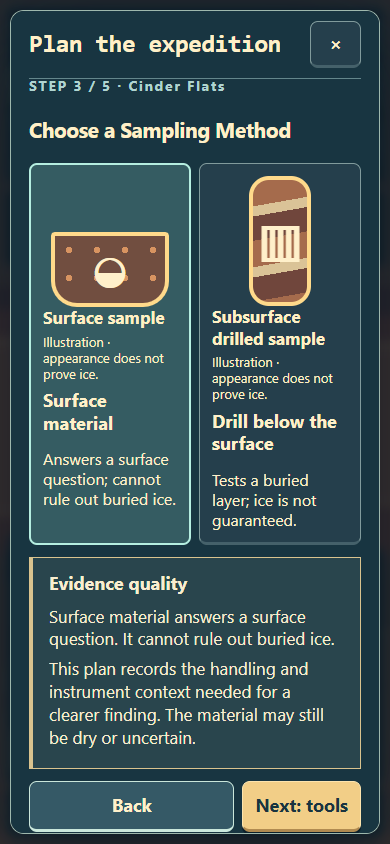 Plan the expedition
×
STEP 3 / 5 · Cinder Flats
Choose a Sampling Method
Surface sample
Illustration ·
appearance does not
prove ice.
Surface
material
Answers a surface
question; cannot
rule out buried ice.
Subsurface
drilled sample
Illustration ·
appearance does not
prove ice.
Drill below the
surface
Tests a buried
layer; ice is not
guaranteed.
Evidence quality
Surface material answers a surface
question. It cannot rule out buried ice.
This plan records the handling and
instrument context needed for a
clearer finding. The material may still
be dry or uncertain.
Back
Next: tools